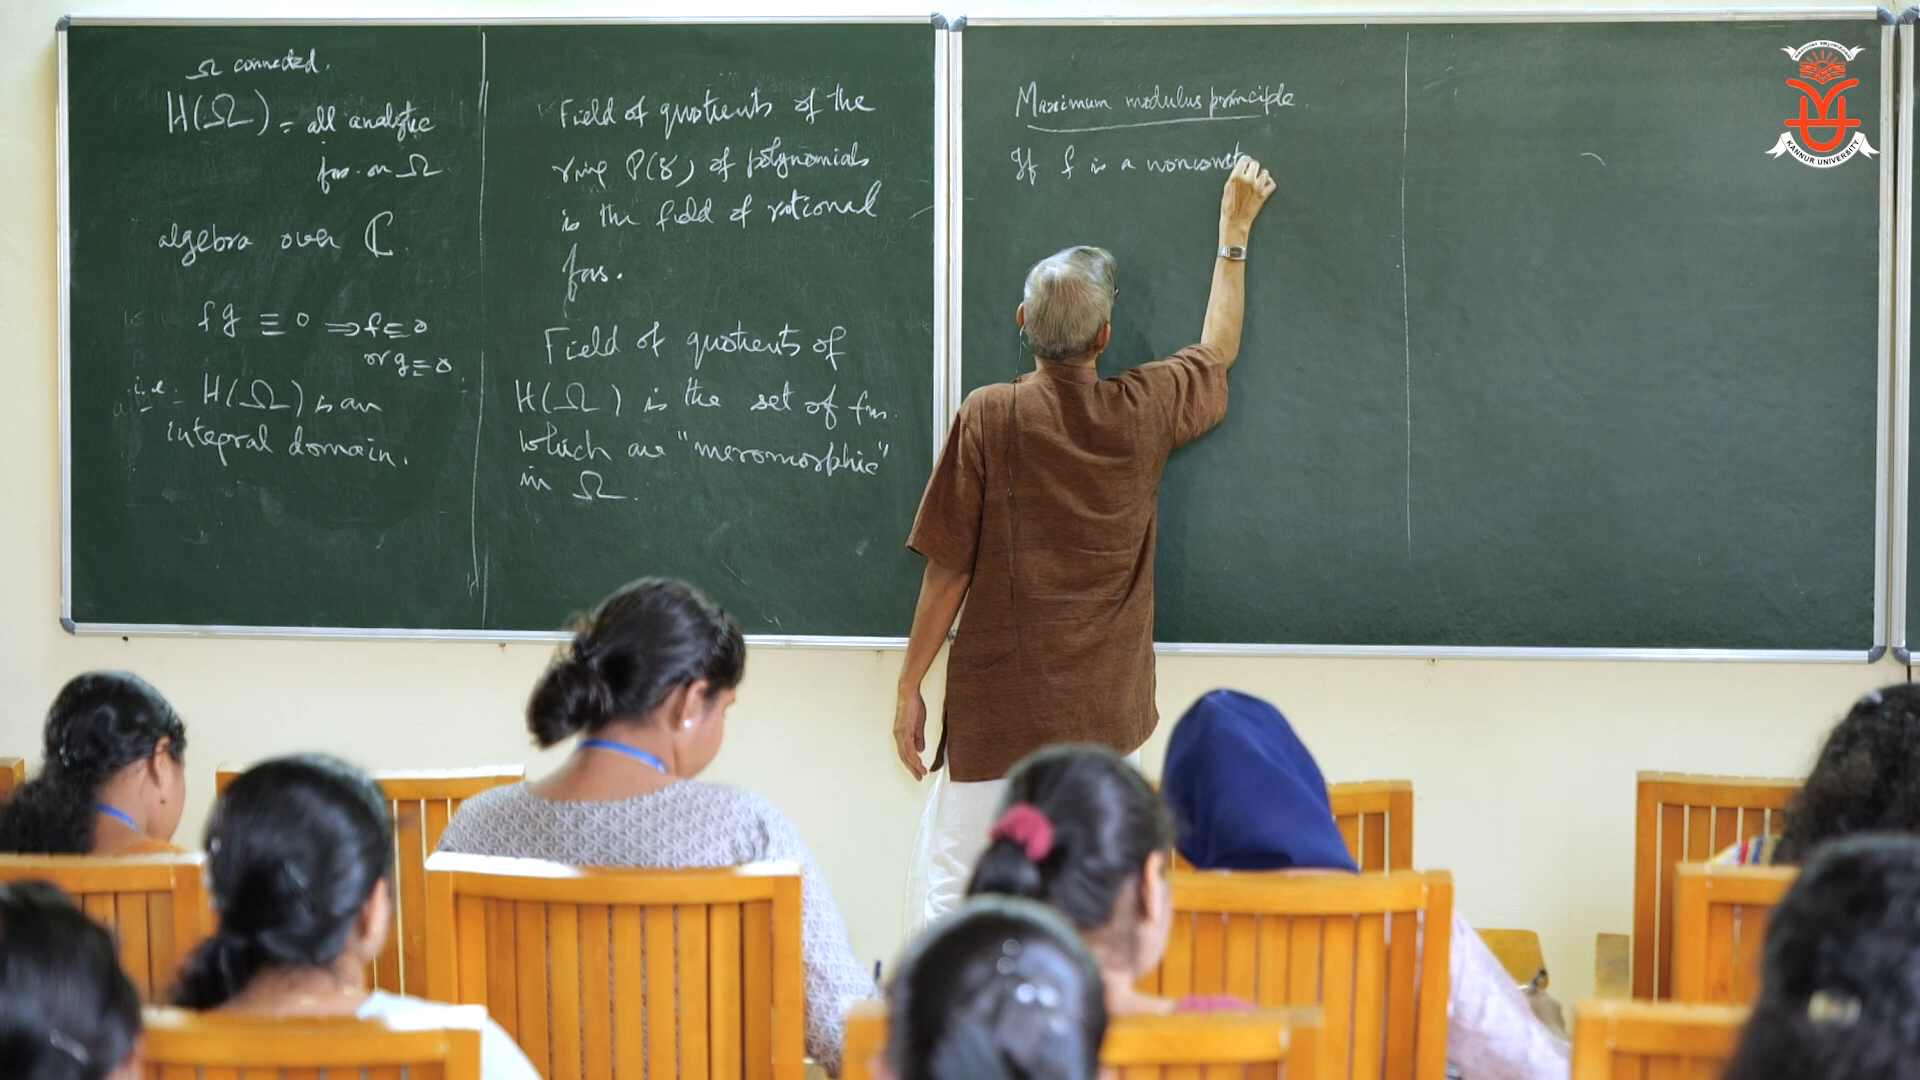 Ω connected.
H(Ω) = all analytic
fns. on Ω
algebra over ℂ.
fg ≡ 0 ⇒ f ≡ 0
or g ≡ 0
i.e. H(Ω) is an
integral domain.
Field of quotients of the
ring P(z) of polynomials
is the field of rational
fns.
Field of quotients of
H(Ω) is the set of fns.
which are "meromorphic"
in Ω.
Maximum modulus principle.
If f is a nonconst
KANNUR UNIVERSITY